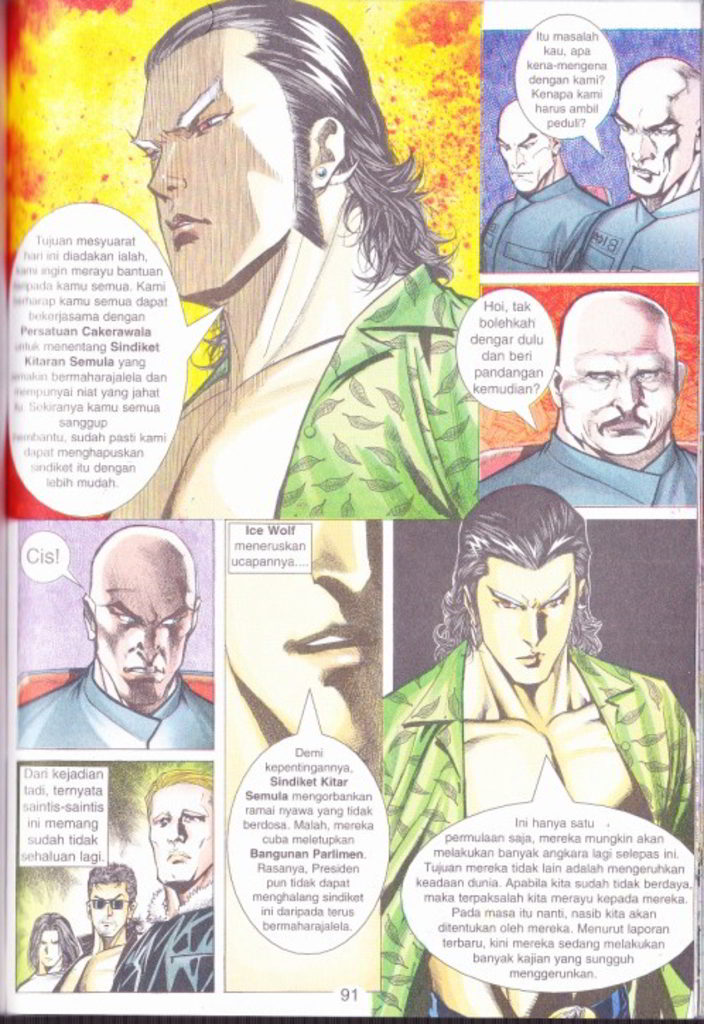 Tujuan mesyuarat
hari ini diadakan ialah,
kami ingin merayu bantuan
daripada kamu semua. Kami
berharap kamu semua dapat
bekerjasama dengan
Persatuan Cakerawala
untuk menentang Sindiket
Kitaran Semula yang
semakin bermaharajalela dan
mempunyai niat yang jahat
itu. Sekiranya kamu semua
sanggup
membantu, sudah pasti kami
dapat menghapuskan
sindiket itu dengan
lebih mudah.
Itu masalah
kau, apa
kena-mengena
dengan kami?
Kenapa kami
harus ambil
peduli?
Hoi, tak
bolehkah
dengar dulu
dan beri
pandangan
kemudian?
Cis!
Ice Wolf
meneruskan
ucapannya....
Demi
kepentingannya,
Sindiket Kitar
Semula mengorbankan
ramai nyawa yang tidak
berdosa. Malah, mereka
cuba meletupkan
Bangunan Parlimen.
Rasanya, Presiden
pun tidak dapat
menghalang sindiket
ini daripada terus
bermaharajalela.
Ini hanya satu
permulaan saja, mereka mungkin akan
melakukan banyak angkara lagi selepas ini.
Tujuan mereka tidak lain adalah mengeruhkan
keadaan dunia. Apabila kita sudah tidak berdaya,
maka terpaksalah kita merayu kepada mereka.
Pada masa itu nanti, nasib kita akan
ditentukan oleh mereka. Menurut laporan
terbaru, kini mereka sedang melakukan
banyak kajian yang sungguh
menggerunkan.
Dari kejadian
tadi, ternyata
saintis-saintis
ini memang
sudah tidak
sehaluan lagi.
91